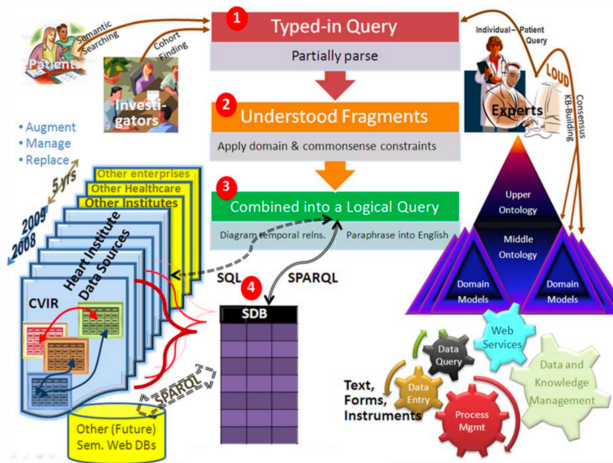 1
Typed-in Query
Partially parse
2
Understood Fragments
Apply domain & commonsense constraints
3
Combined into a Logical Query
Diagram temporal relns.
Paraphrase into English
4
SQL
SPARQL
SDB
Semantic
Searching
Patients
Cohort
Finding
Investi-
gators
Individual-Patient
Query
LOUD
Experts
Consensus
KB-Building
• Augment
• Manage
• Replace
5 yrs
2009
2008
Other enterprises
Other Healthcare
Other Institutes
Heart Institute
Data Sources
CVIR
SPARQL
Other (Future)
Sem. Web DBs
Upper
Ontology
Middle
Ontology
Domain
Models
Domain
Models
Web
Services
Data
Query
Data and
Knowledge
Management
Data
Entry
Process
Mgmt
Text,
Forms,
Instruments